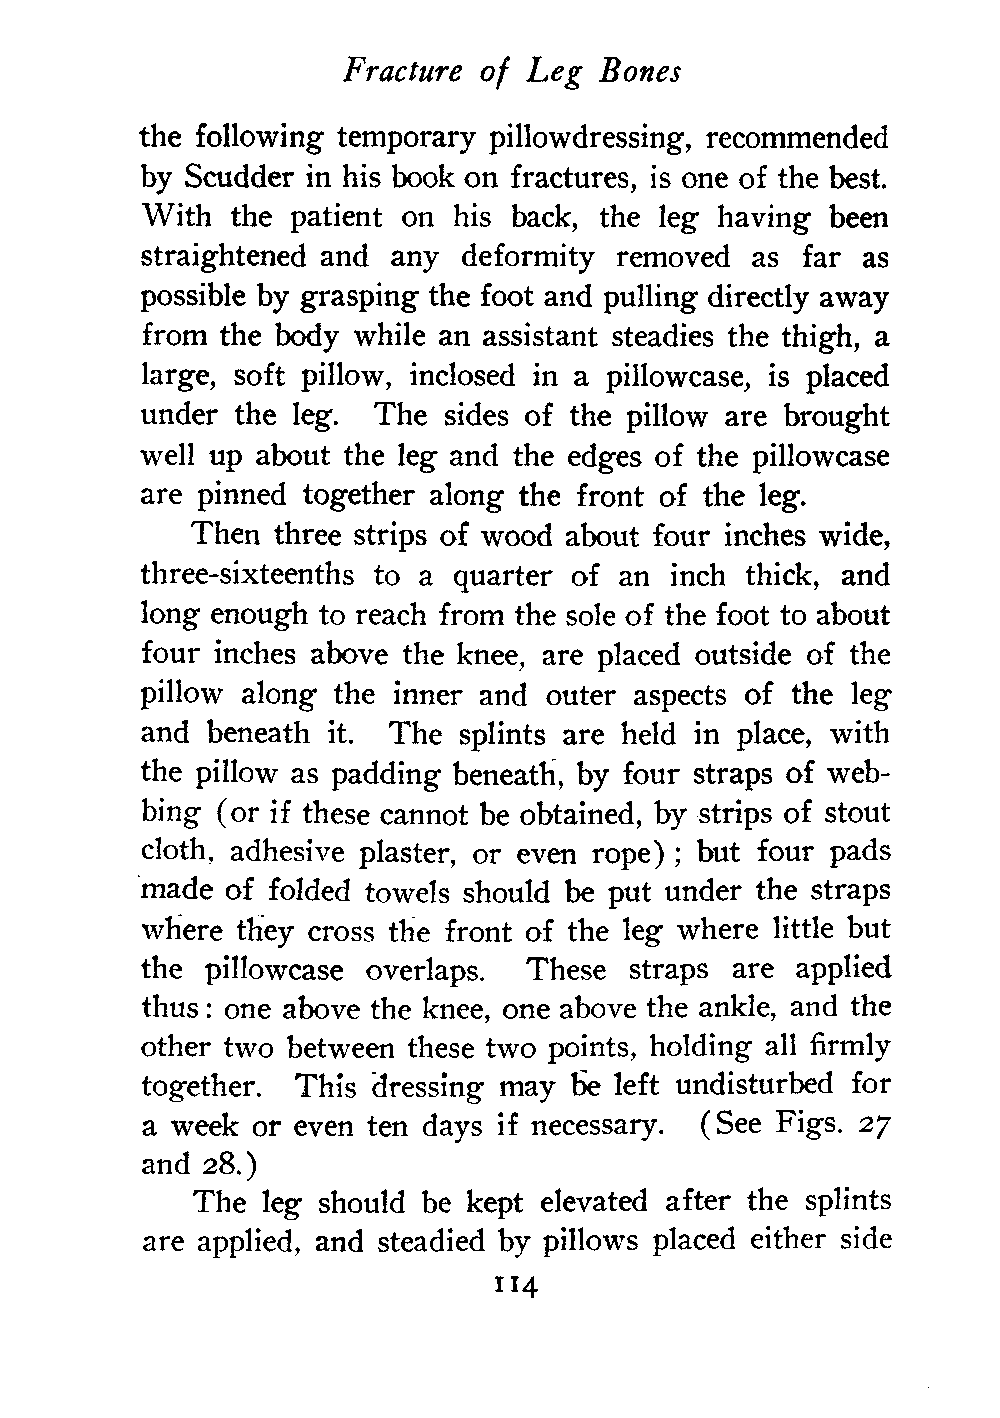 Fracture of Leg Bones
the following temporary pillowdressing, recommended
by Scudder in his book on fractures, is one of the best.
With the patient on his back, the leg having been
straightened and any deformity removed as far as
possible by grasping the foot and pulling directly away
from the body while an assistant steadies the thigh, a
large, soft pillow, inclosed in a pillowcase, is placed
under the leg. The sides of the pillow are brought
well up about the leg and the edges of the pillowcase
are pinned together along the front of the leg.
Then three strips of wood about four inches wide,
three-sixteenths to a quarter of an inch thick, and
long enough to reach from the sole of the foot to about
four inches above the knee, are placed outside of the
pillow along the inner and outer aspects of the leg
and beneath it. The splints are held in place, with
the pillow as padding beneath, by four straps of web-
bing (or if these cannot be obtained, by strips of stout
cloth, adhesive plaster, or even rope); but four pads
made of folded towels should be put under the straps
where they cross the front of the leg where little but
the pillowcase overlaps. These straps are applied
thus: one above the knee, one above the ankle, and the
other two between these two points, holding all firmly
together. This dressing may be left undisturbed for
a week or even ten days if necessary. (See Figs. 27
and 28.)
The leg should be kept elevated after the splints
are applied, and steadied by pillows placed either side
114